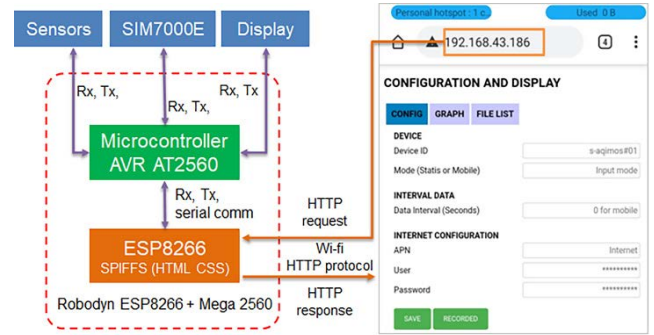 Sensors
SIM7000E
Display
Rx, Tx,
Rx, Tx,
Rx, Tx
Microcontroller
AVR AT2560
Rx, Tx,
serial comm
ESP8266
SPIFFS (HTML CSS)
Robodyn ESP8266 + Mega 2560
HTTP
request
Wi-fi
HTTP protocol
HTTP
response
Personal hotspot : 1 c
Used 0 B
192.168.43.186
4
CONFIGURATION AND DISPLAY
CONFIG GRAPH FILE LIST
DEVICE
Device ID s-aqimos#01
Mode (Statis or Mobile) Input mode
INTERVAL DATA
Data Interval (Seconds) 0 for mobile
INTERNET CONFIGURATION
APN Internet
User **********
Password **********
SAVE RECORDED